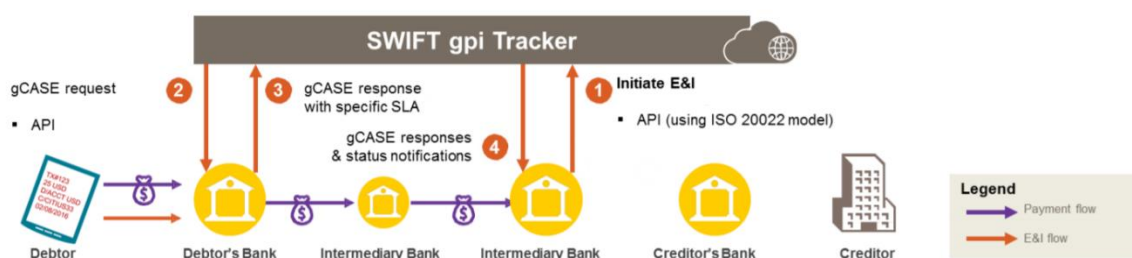 SWIFT gpi Tracker
gCASE request
▪ API
2
3
gCASE response
with specific SLA
gCASE responses
& status notifications
4
1
Initiate E&I
▪ API (using ISO 20022 model)
TX#123
25 USD
D/ACCT USD
C/CITIUS33
02/08/2016
$
$
$
Debtor
Debtor's Bank
Intermediary Bank
Intermediary Bank
Creditor's Bank
Creditor
Legend
Payment flow
E&I flow